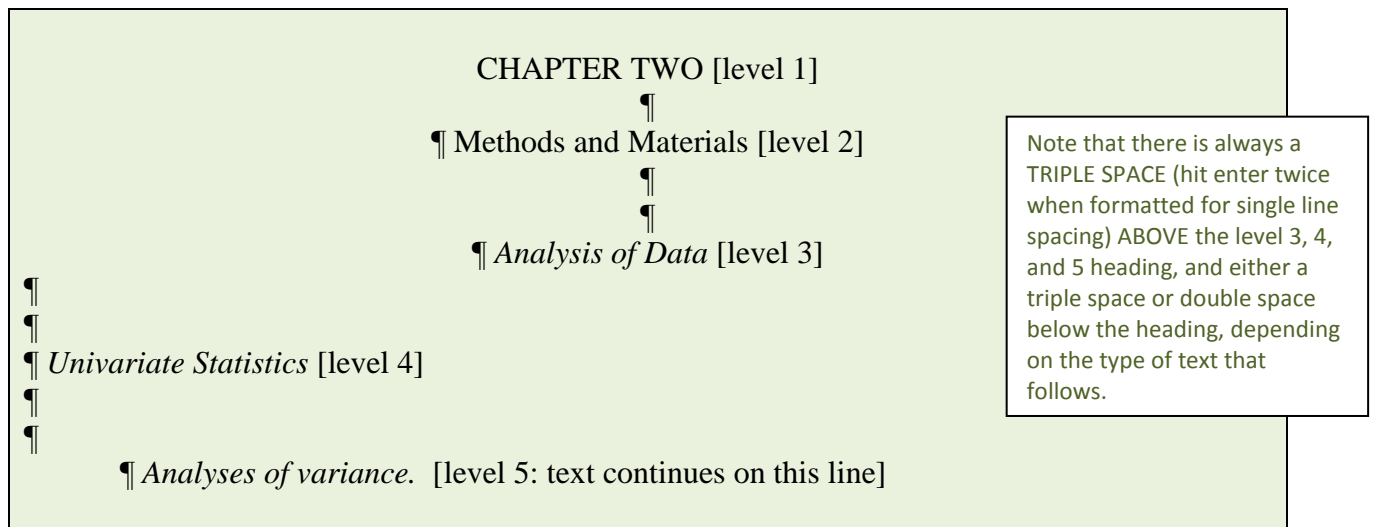 CHAPTER TWO [level 1]
¶
¶ Methods and Materials [level 2]
¶
¶
¶ Analysis of Data [level 3]
¶
¶
¶ Univariate Statistics [level 4]
¶
¶
¶ Analyses of variance. [level 5: text continues on this line]
Note that there is always a
TRIPLE SPACE (hit enter twice
when formatted for single line
spacing) ABOVE the level 3, 4,
and 5 heading, and either a
triple space or double space
below the heading, depending
on the type of text that
follows.